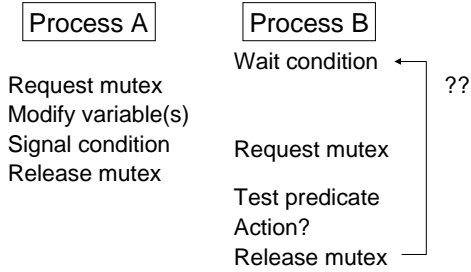 Process A
Request mutex
Modify variable(s)
Signal condition
Release mutex
Process B
Wait condition
??
Request mutex
Test predicate
Action?
Release mutex